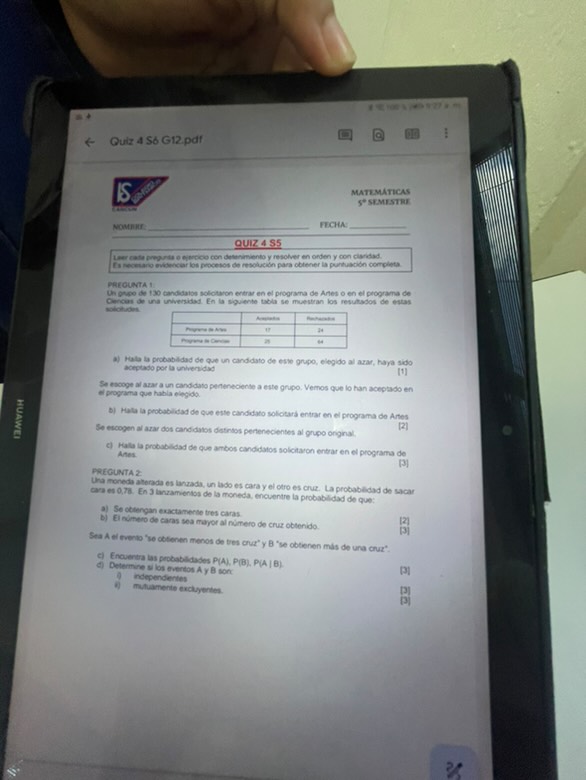 Quiz 4 S6 G12.pdf
MATEMÁTICAS
5º SEMESTRE
NOMBRE:
FECHA:
QUIZ 4 S5
Leer cada pregunta o ejercicio con detenimiento y resolver en orden y con claridad.
Es necesario evidenciar los procesos de resolución para obtener la puntuación completa.
PREGUNTA 1:
Un grupo de 130 candidatos solicitaron entrar en el programa de Artes o en el programa de
Ciencias de una universidad. En la siguiente tabla se muestran los resultados de estas
solicitudes.
Aceptados Rechazados
Programa de Artes 17 24
Programa de Ciencias 25 64
a) Halla la probabilidad de que un candidato de este grupo, elegido al azar, haya sido
aceptado por la universidad [1]
Se escoge al azar a un candidato perteneciente a este grupo. Vemos que lo han aceptado en
el programa que había elegido.
b) Halla la probabilidad de que este candidato solicitará entrar en el programa de Artes
[2]
Se escogen al azar dos candidatos distintos pertenecientes al grupo original.
c) Halla la probabilidad de que ambos candidatos solicitaron entrar en el programa de
Artes. [3]
PREGUNTA 2:
Una moneda alterada es lanzada, un lado es cara y el otro es cruz. La probabilidad de sacar
cara es 0,78. En 3 lanzamientos de la moneda, encuentre la probabilidad de que:
a) Se obtengan exactamente tres caras. [2]
b) El número de caras sea mayor al número de cruz obtenido. [3]
Sea A el evento "se obtienen menos de tres cruz" y B "se obtienen más de una cruz".
c) Encuentra las probabilidades P(A), P(B), P(A | B). [3]
d) Determine si los eventos A y B son:
i) independientes [3]
ii) mutuamente excluyentes. [3]
HUAWEI